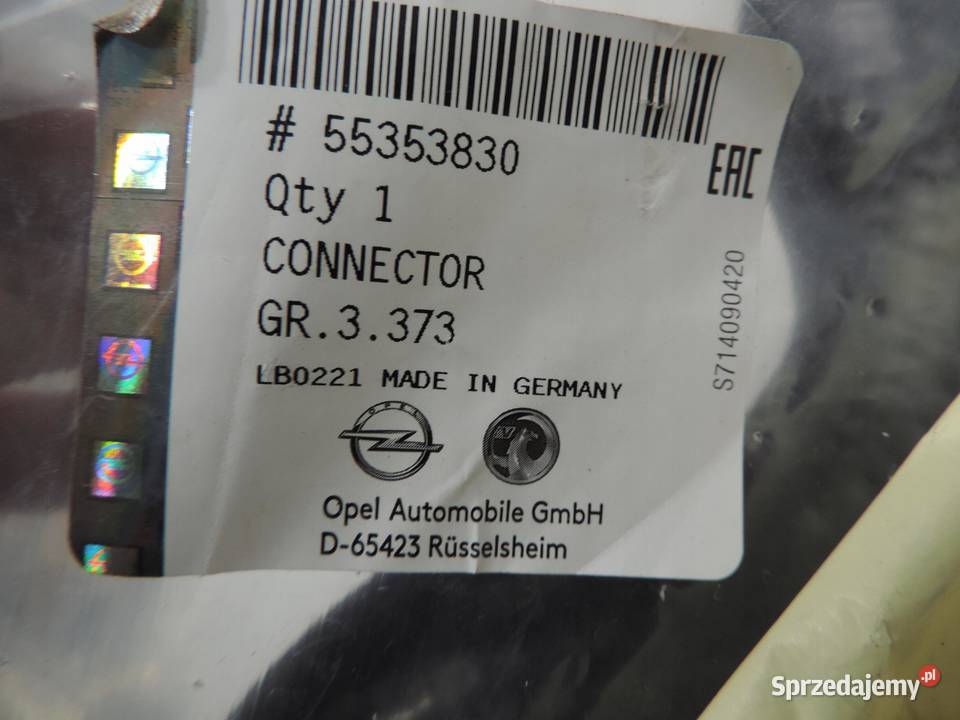 # 55353830
EAC
Qty 1
CONNECTOR
GR.3.373
LB0221 MADE IN GERMANY
S714090420
OPEL
Opel Automobile GmbH
D-65423 Rüsselsheim
Sprzedajemy.pl